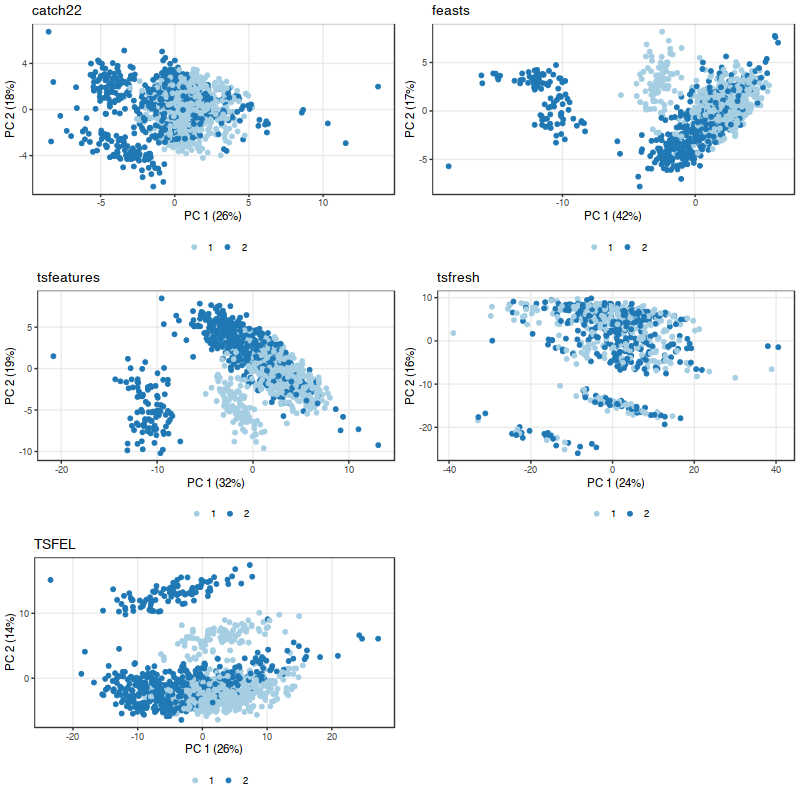 catch22
4
0
-4
-5
0
5
10
PC 2 (18%)
PC 1 (26%)
1 2
feasts
5
0
-5
-10
0
PC 2 (17%)
PC 1 (42%)
1 2
tsfeatures
5
0
-5
-10
-20
-10
0
10
PC 2 (19%)
PC 1 (32%)
1 2
tsfresh
10
0
-10
-20
-40
-20
0
20
40
PC 2 (16%)
PC 1 (24%)
1 2
TSFEL
10
0
-20
-10
0
10
20
PC 2 (14%)
PC 1 (26%)
1 2